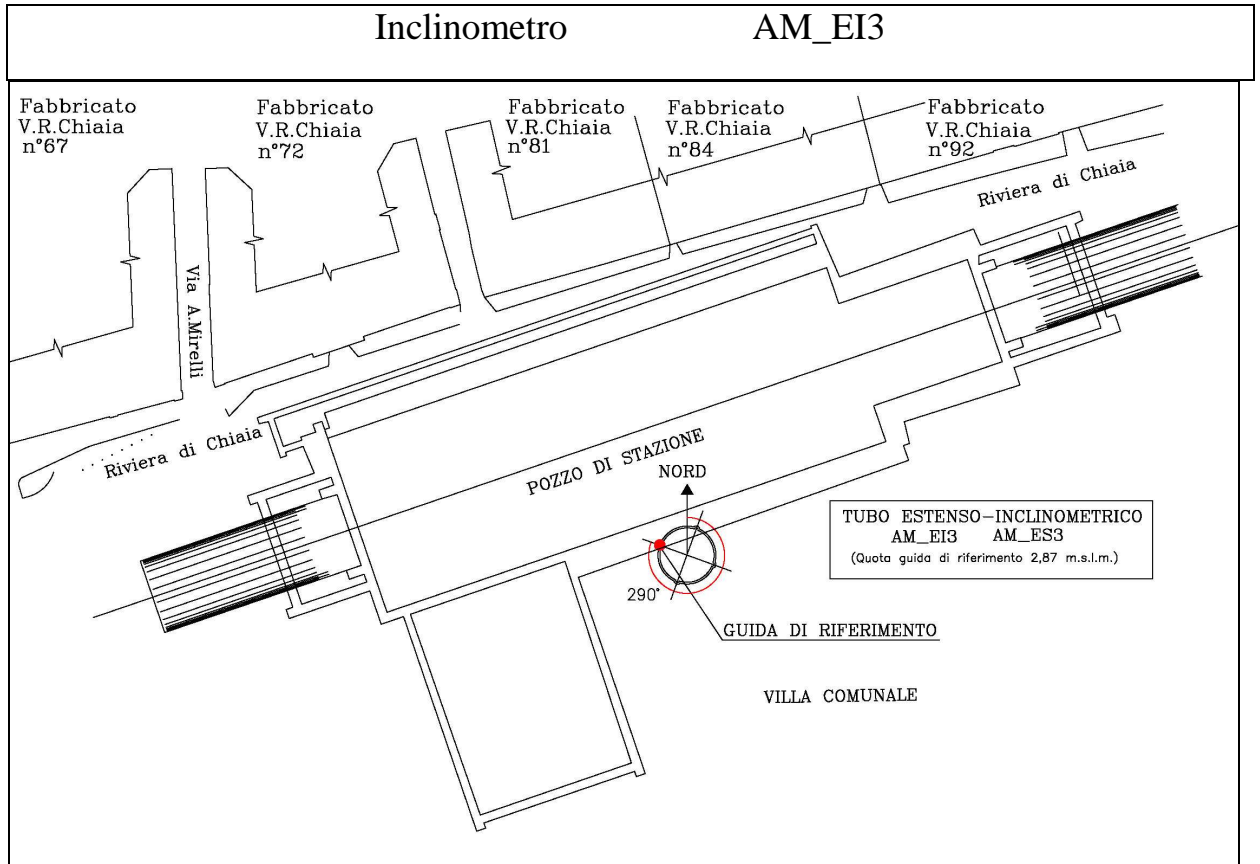 Inclinometro AM_EI3
Fabbricato
V.R.Chiaia
n°67
Fabbricato
V.R.Chiaia
n°72
Fabbricato
V.R.Chiaia
n°81
Fabbricato
V.R.Chiaia
n°84
Fabbricato
V.R.Chiaia
n°92
Riviera di Chiaia
Via A.Mirelli
Riviera di Chiaia
POZZO DI STAZIONE
NORD
TUBO ESTENSO-INCLINOMETRICO
AM_EI3 AM_ES3
(Quota guida di riferimento 2,87 m.s.l.m.)
290°
GUIDA DI RIFERIMENTO
VILLA COMUNALE